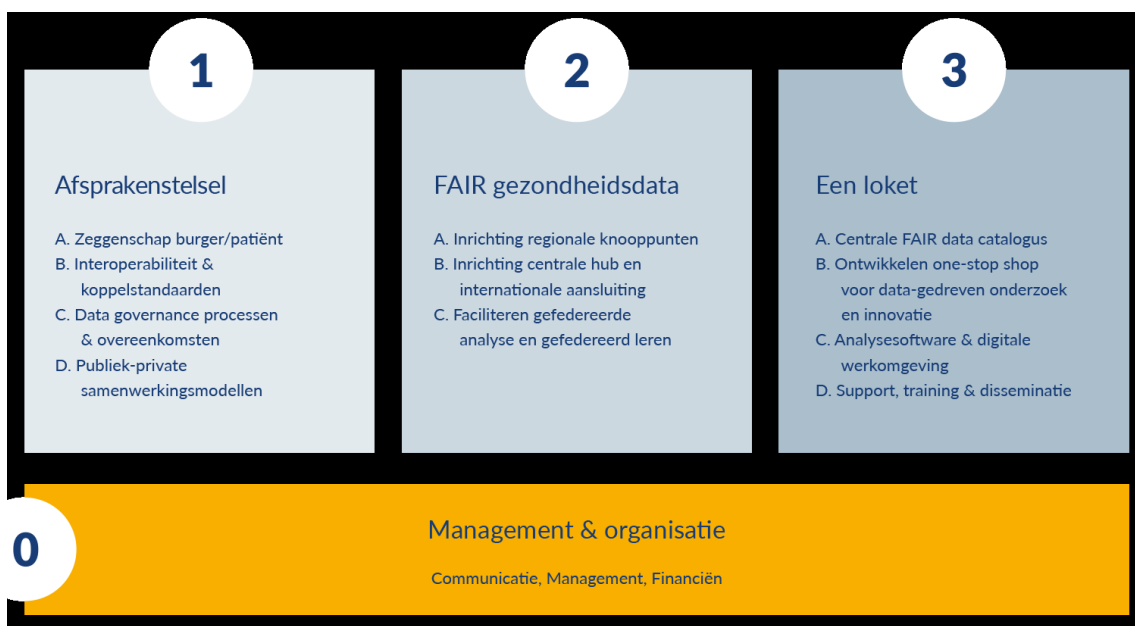 1
Afsprakenstelsel
A. Zeggenschap burger/patiënt
B. Interoperabiliteit &
koppelstandaarden
C. Data governance processen
& overeenkomsten
D. Publiek-private
samenwerkingsmodellen
2
FAIR gezondheidsdata
A. Inrichting regionale knooppunten
B. Inrichting centrale hub en
internationale aansluiting
C. Faciliteren gefedereerde
analyse en gefedereerd leren
3
Een loket
A. Centrale FAIR data catalogus
B. Ontwikkelen one-stop shop
voor data-gedreven onderzoek
en innovatie
C. Analysesoftware & digitale
werkomgeving
D. Support, training & disseminatie
0
Management & organisatie
Communicatie, Management, Financiën